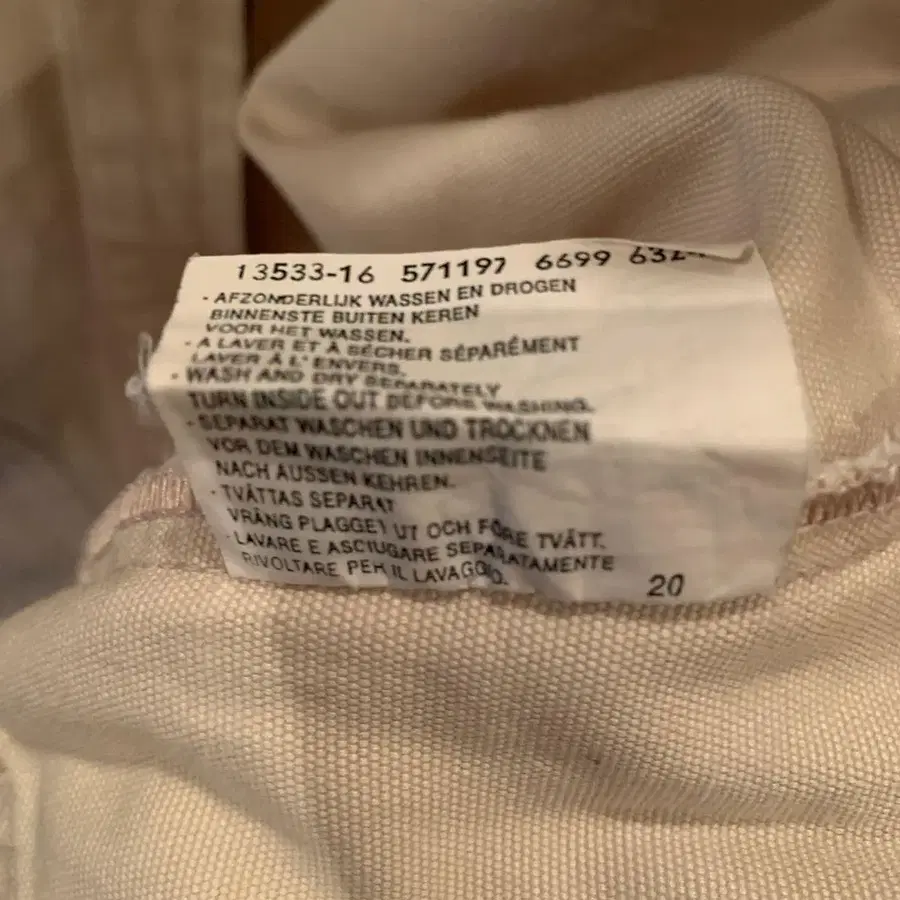 13533-16 571197 6699
· AFZONDERLIJK WASSEN EN DROGEN
BINNENSTE BUITEN KEREN
VOOR HET WASSEN.
· A LAVER ET À SÉCHER SÉPARÉMENT
LAVER À L'ENVERS.
· WASH AND DRY SEPARATELY
TURN INSIDE OUT BEFORE WASHING.
· SEPARAT WASCHEN UND TROCKNEN
VOR DEM WASCHEN INNENSEITE
NACH AUSSEN KEHREN.
· TVÄTTAS SEPARAT
VRÄNG PLAGGET UT OCH FÖRE TVÄTT.
· LAVARE E ASCIUGARE SEPARATAMENTE
RIVOLTARE PER IL LAVAGGIO.
20